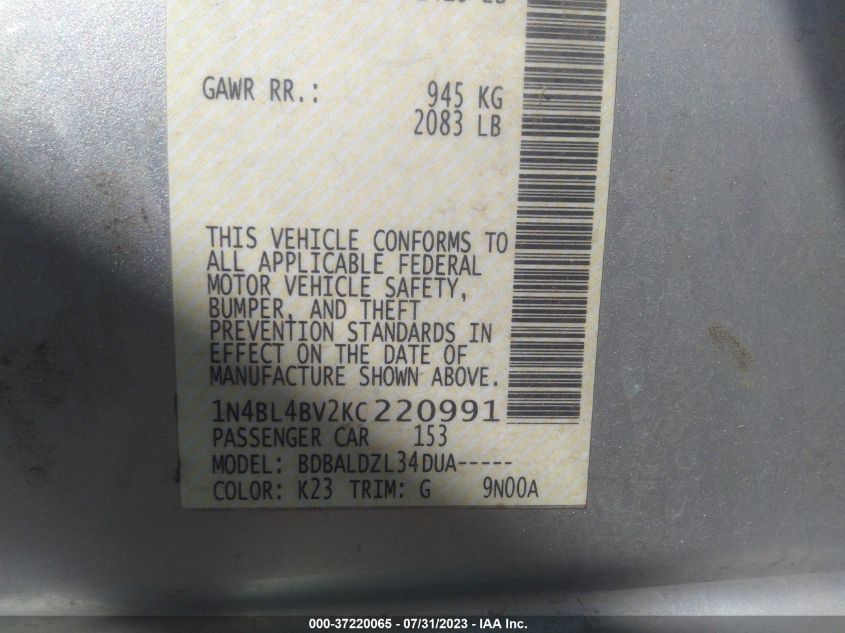 GAWR RR.: 945 KG
2083 LB
THIS VEHICLE CONFORMS TO
ALL APPLICABLE FEDERAL
MOTOR VEHICLE SAFETY,
BUMPER, AND THEFT
PREVENTION STANDARDS IN
EFFECT ON THE DATE OF
MANUFACTURE SHOWN ABOVE.
1N4BL4BV2KC220991
PASSENGER CAR 153
MODEL: BDBALDZL34DUA-----
COLOR: K23 TRIM: G 9N00A
000-37220065 - 07/31/2023 - IAA Inc.